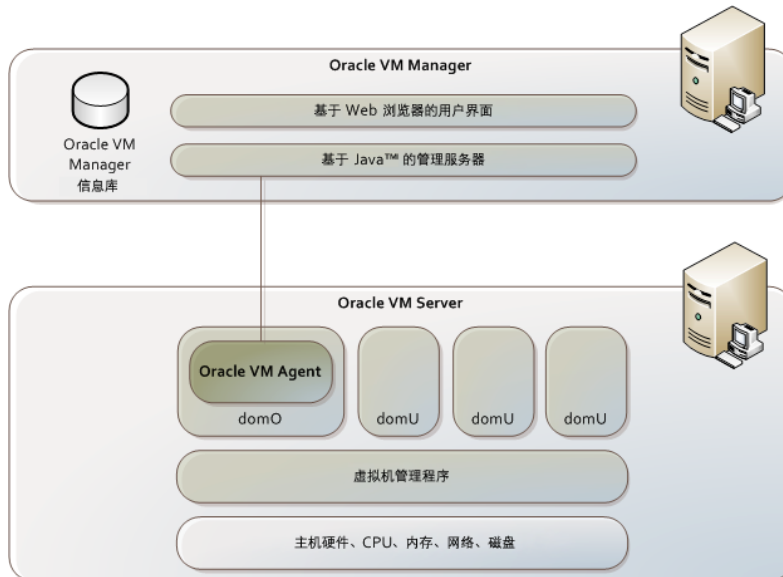 Oracle VM Manager
基于 Web 浏览器的用户界面
Oracle VM
Manager
信息库
基于 Java™ 的管理服务器
Oracle VM Server
Oracle VM Agent
dom0
domU
domU
domU
虚拟机管理程序
主机硬件、CPU、内存、网络、磁盘